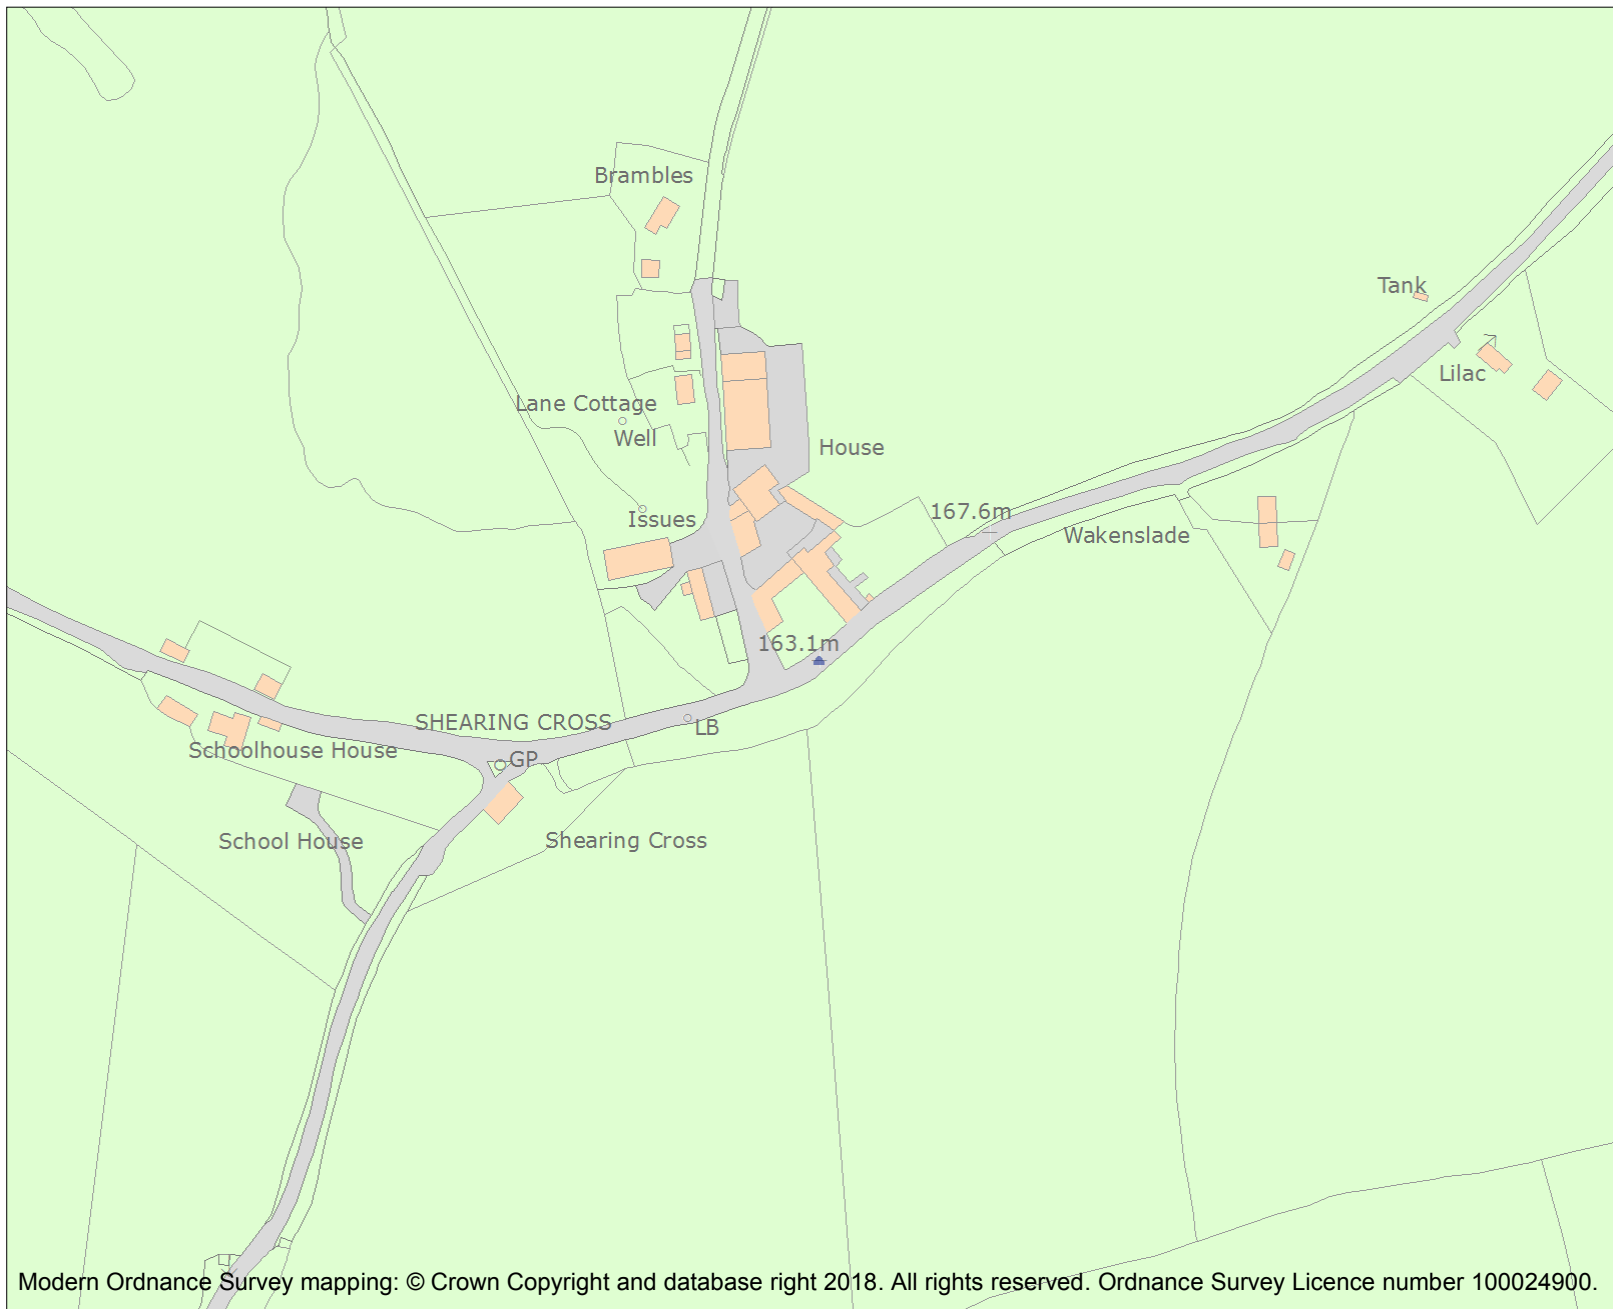 Brambles
Tank
Lilac
Lane Cottage
Well
House
Issues
167.6m
Wakenslade
163.1m
SHEARING CROSS
LB
Schoolhouse House
GP
School House
Shearing Cross
Modern Ordnance Survey mapping: © Crown Copyright and database right 2018. All rights reserved. Ordnance Survey Licence number 100024900.